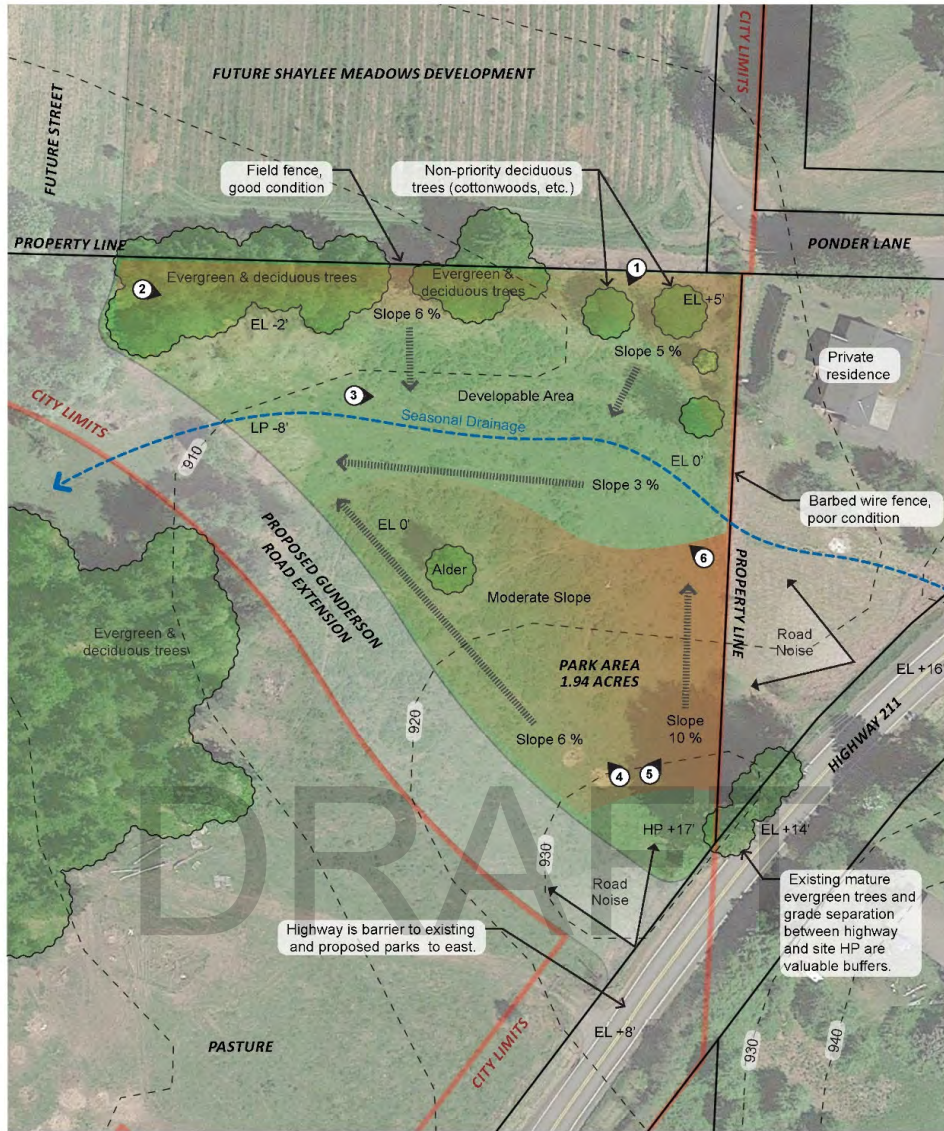 CITY LIMITS
FUTURE SHAYLEE MEADOWS DEVELOPMENT
FUTURE STREET
Field fence,
good condition
Non-priority deciduous
trees (cottonwoods, etc.)
PROPERTY LINE
PONDER LANE
Evergreen & deciduous trees
Evergreen &
deciduous trees
1
2
EL +5'
EL -2'
Slope 6 %
Slope 5 %
Private
residence
3
Developable Area
CITY LIMITS
Seasonal Drainage
LP -8'
910
EL 0'
Slope 3 %
Barbed wire fence,
poor condition
EL 0'
PROPOSED GUNDERSON
ROAD EXTENSION
6
Alder
Moderate Slope
PROPERTY LINE
Evergreen &
deciduous trees
Road
Noise
PARK AREA
1.94 ACRES
EL +16'
920
Slope
10 %
Slope 6 %
HIGHWAY 211
4
5
DRAFT
HP +17'
EL +14'
930
Road
Noise
Existing mature
evergreen trees and
grade separation
between highway
and site HP are
valuable buffers.
Highway is barrier to existing
and proposed parks to east.
EL +8'
PASTURE
CITY LIMITS
930
940